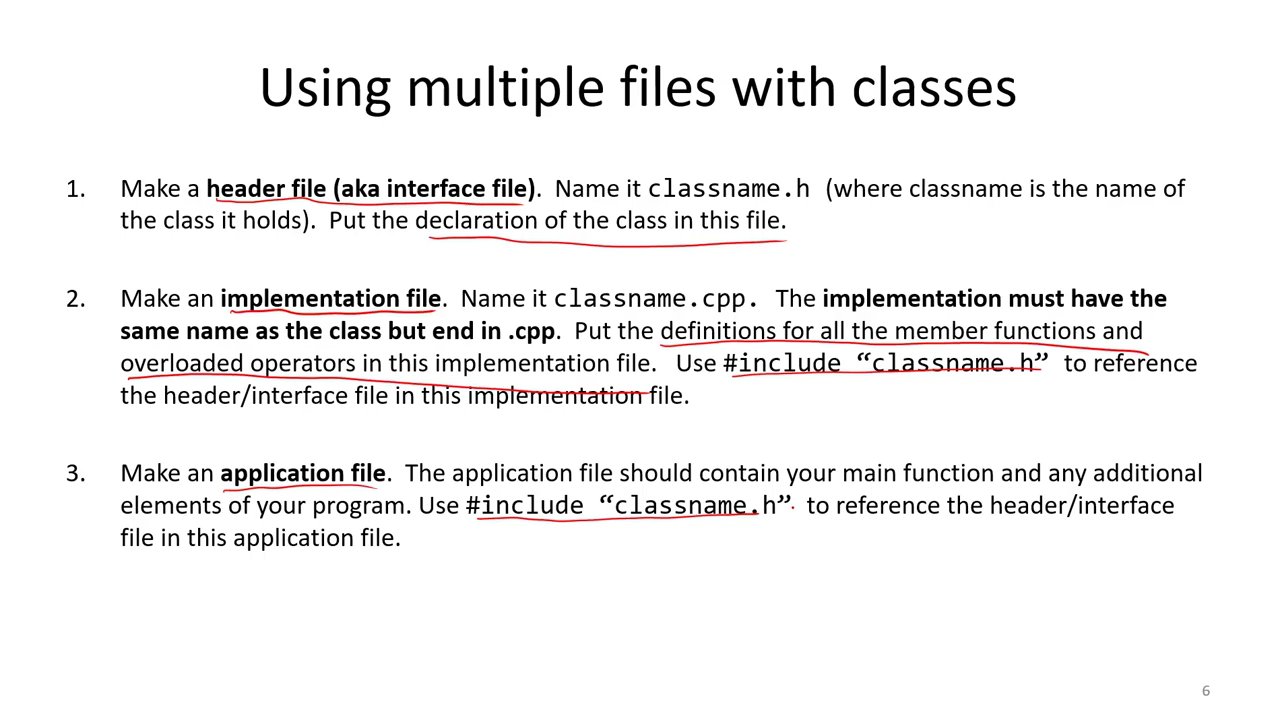 Using multiple files with classes
1. Make a header file (aka interface file). Name it classname.h (where classname is the name of
the class it holds). Put the declaration of the class in this file.
2. Make an implementation file. Name it classname.cpp. The implementation must have the
same name as the class but end in .cpp. Put the definitions for all the member functions and
overloaded operators in this implementation file. Use #include “classname.h” to reference
the header/interface file in this implementation file.
3. Make an application file. The application file should contain your main function and any additional
elements of your program. Use #include “classname.h” to reference the header/interface
file in this application file.
6